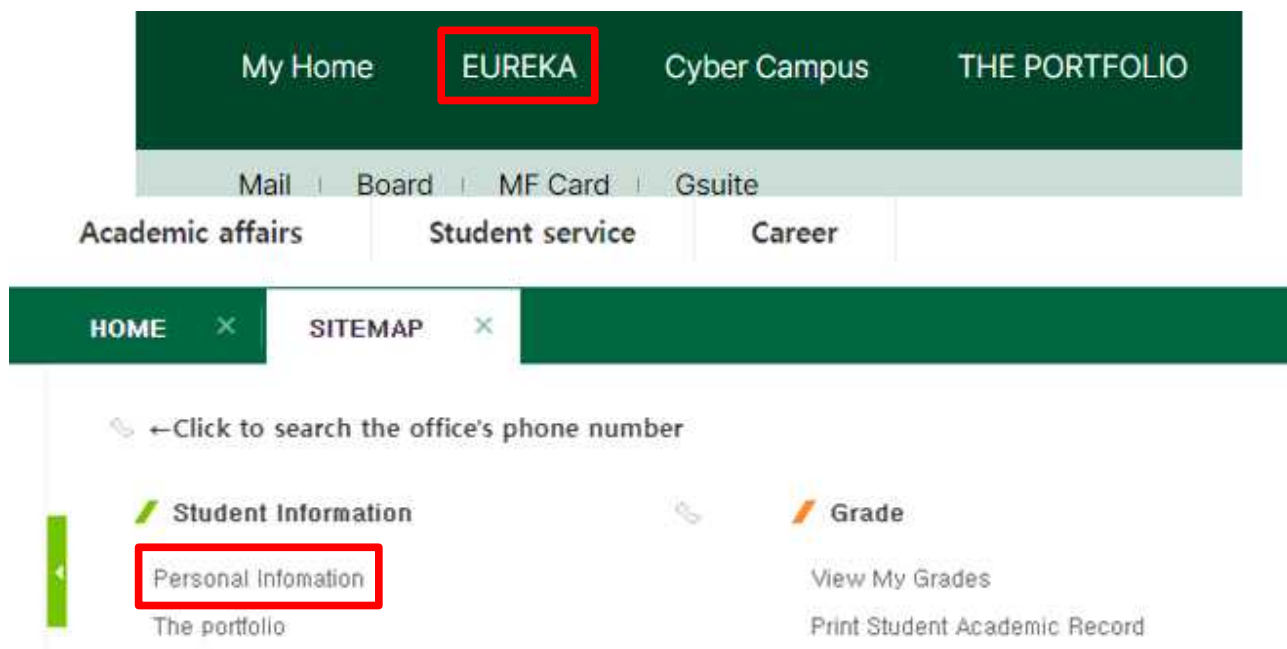 My Home EUREKA Cyber Campus THE PORTFOLIO
Mail Board MF Card Gsuite
Academic affairs Student service Career
HOME × SITEMAP ×
←Click to search the office's phone number
Student Information Grade
Personal Infomation View My Grades
The portfolio Print Student Academic Record